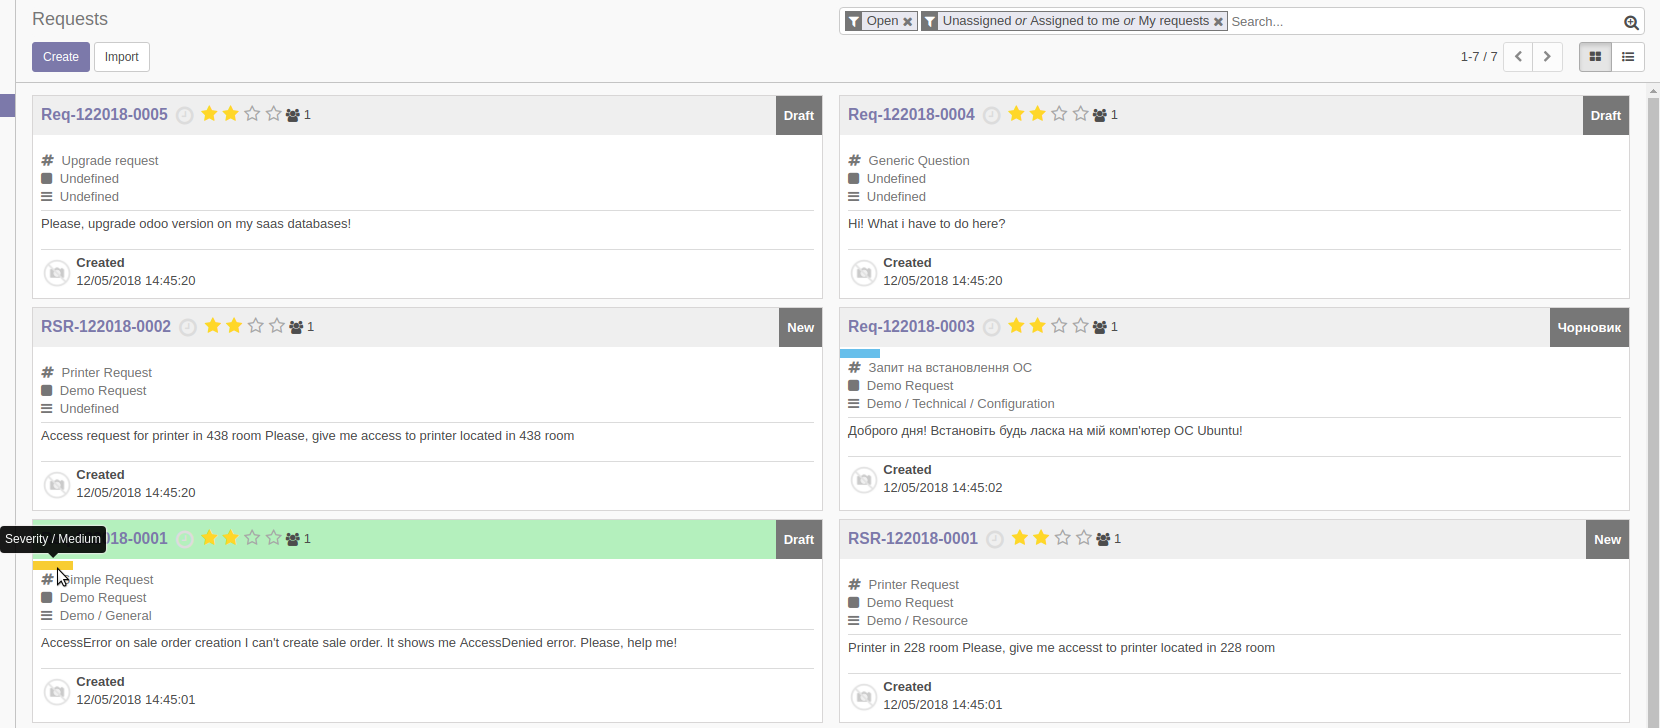 Requests
Open Unassigned or Assigned to me or My requests Search...
Create Import
1-7 / 7
Req-122018-0005 1 Draft
Upgrade request
Undefined
Undefined
Please, upgrade odoo version on my saas databases!
Created
12/05/2018 14:45:20
Req-122018-0004 1 Draft
Generic Question
Undefined
Undefined
Hi! What i have to do here?
Created
12/05/2018 14:45:20
RSR-122018-0002 1 New
Printer Request
Demo Request
Undefined
Access request for printer in 438 room Please, give me access to printer located in 438 room
Created
12/05/2018 14:45:20
Req-122018-0003 1 Чорновик
Запит на встановлення ОС
Demo Request
Demo / Technical / Configuration
Доброго дня! Встановіть будь ласка на мій комп'ютер ОС Ubuntu!
Created
12/05/2018 14:45:02
Severity / Medium
18-0001 1 Draft
Simple Request
Demo Request
Demo / General
AccessError on sale order creation I can't create sale order. It shows me AccessDenied error. Please, help me!
Created
12/05/2018 14:45:01
RSR-122018-0001 1 New
Printer Request
Demo Request
Demo / Resource
Printer in 228 room Please, give me accesst to printer located in 228 room
Created
12/05/2018 14:45:01